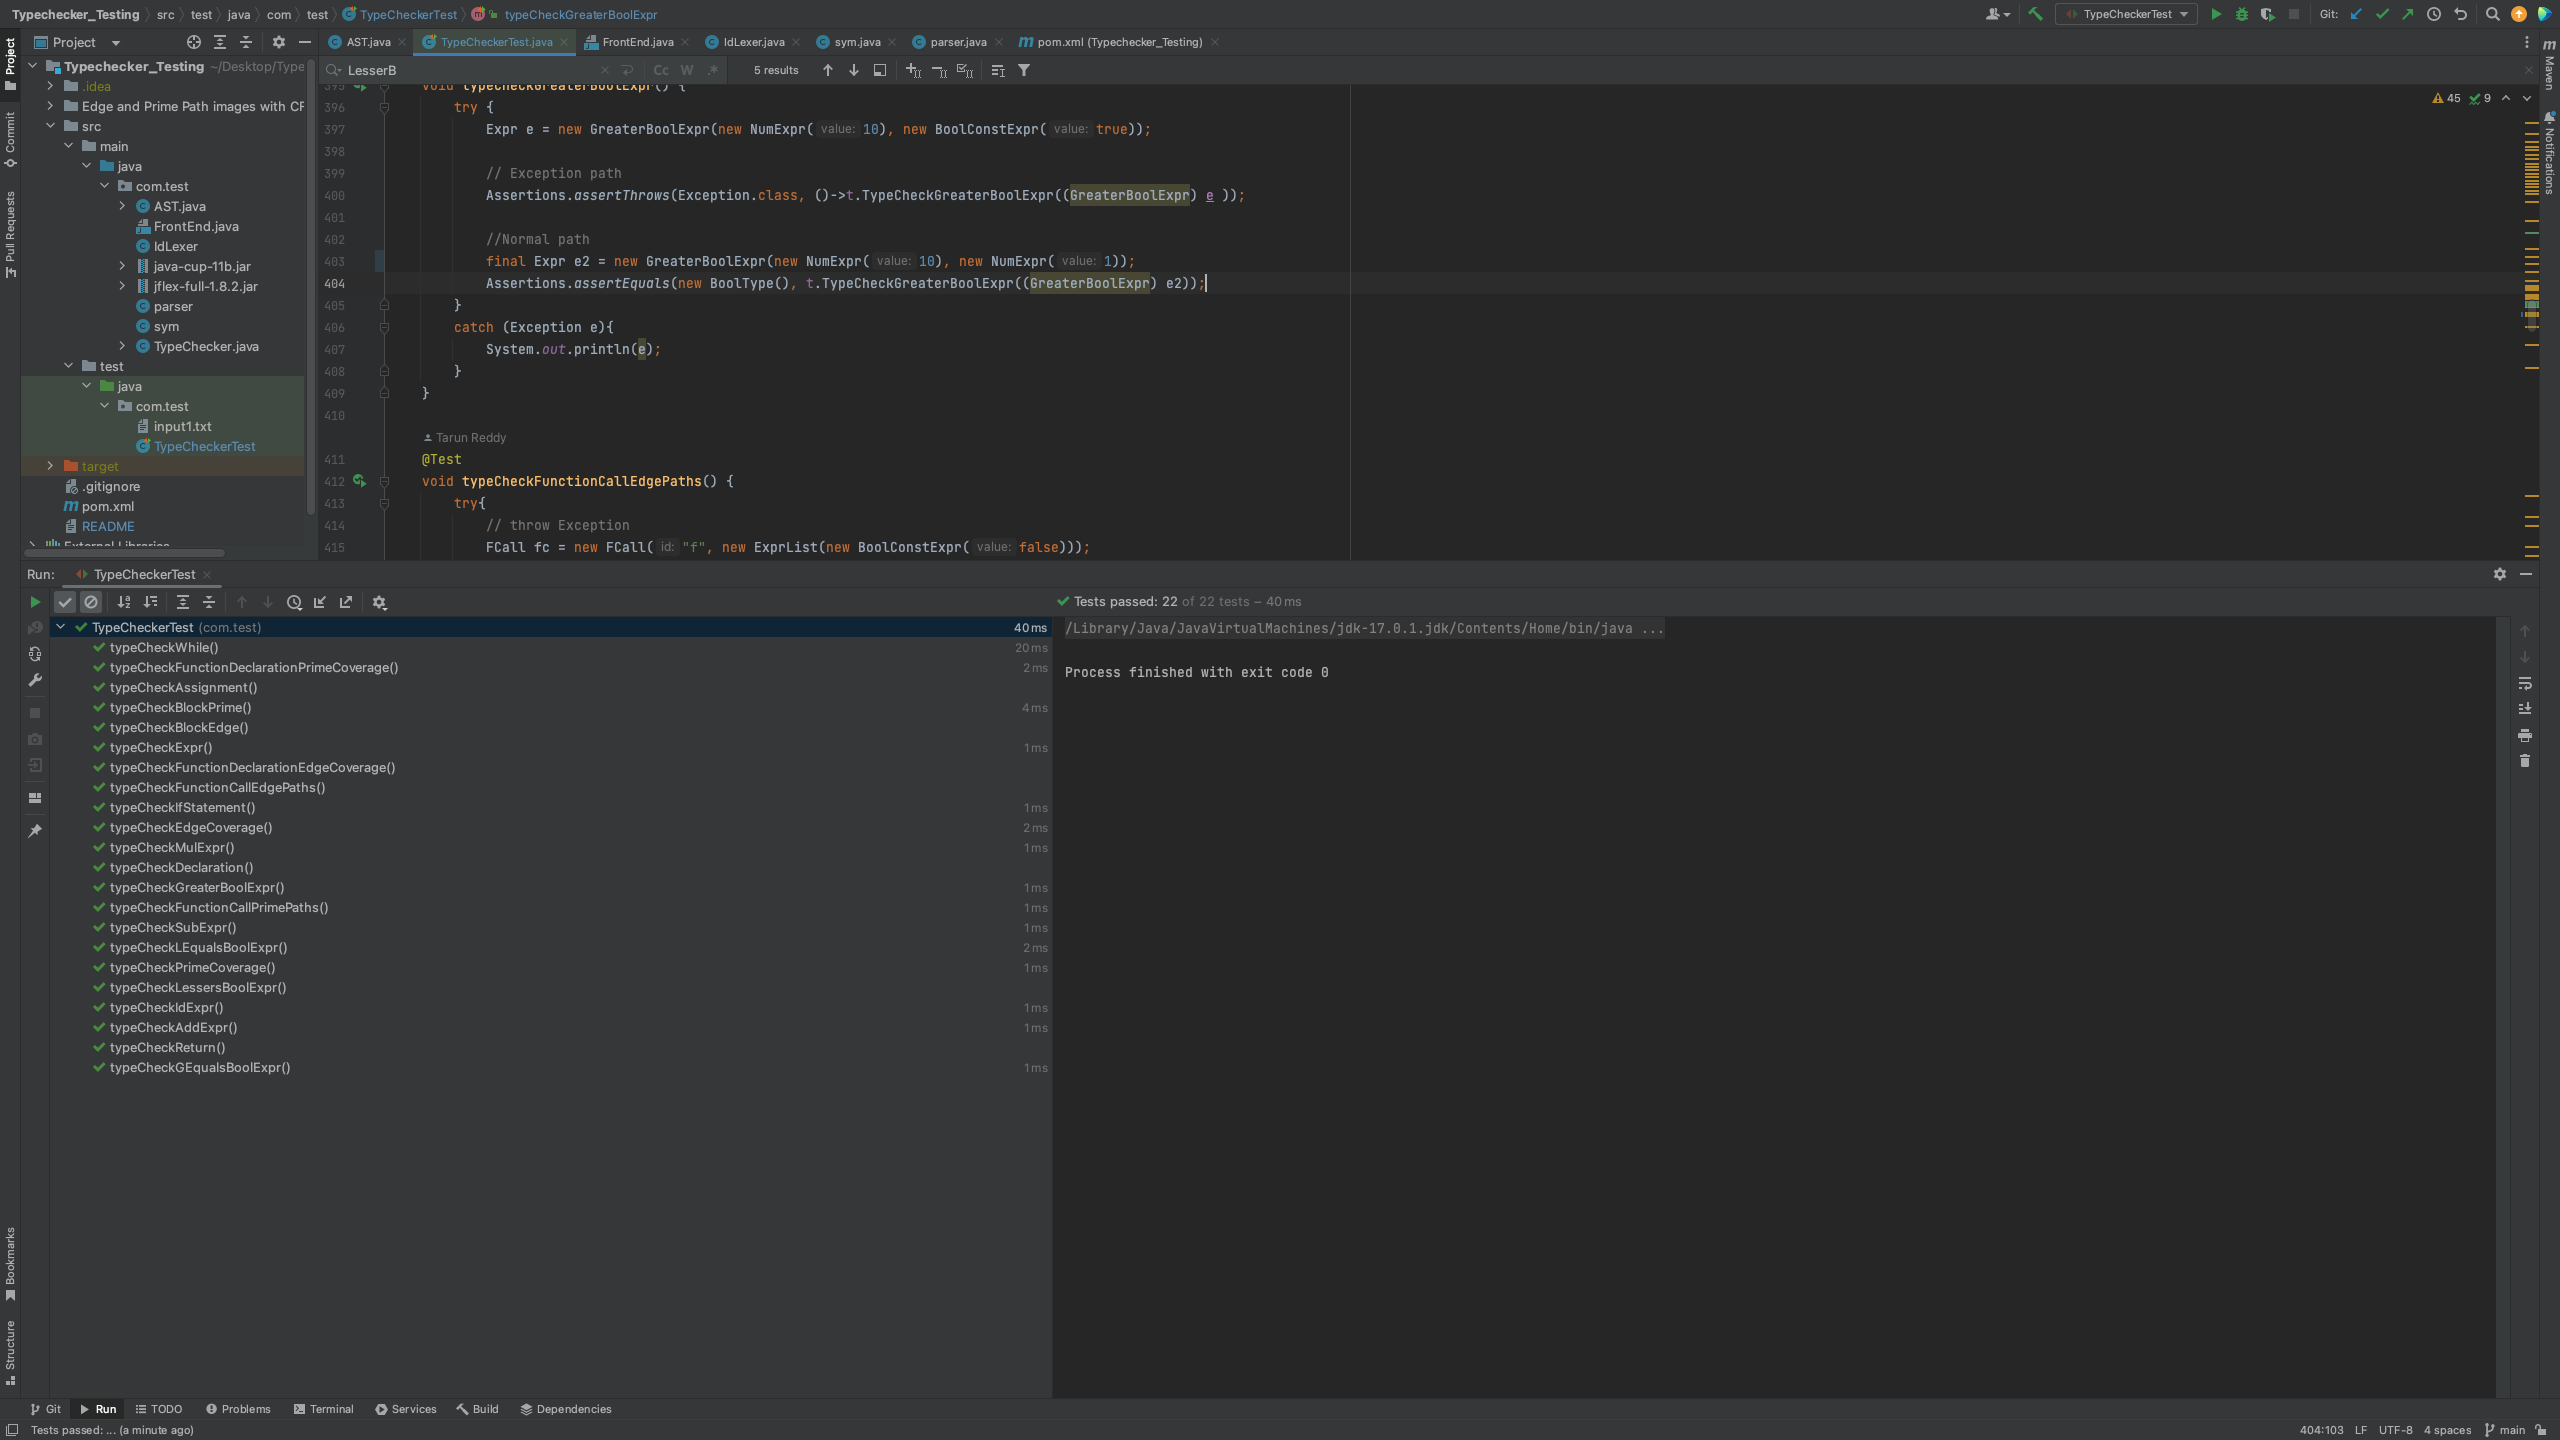 Typechecker_Testing src test java com test TypeCheckerTest typeCheckGreaterBoolExpr
TypeCheckerTest Git:
Project
AST.java TypeCheckerTest.java FrontEnd.java IdLexer.java sym.java parser.java pom.xml (Typechecker_Testing)
LesserB Cc W .* 5 results
Typechecker_Testing ~/Desktop/Type
.idea
Edge and Prime Path images with CF
src
main
java
com.test
AST.java
FrontEnd.java
IdLexer
java-cup-11b.jar
jflex-full-1.8.2.jar
parser
sym
TypeChecker.java
test
java
com.test
input1.txt
TypeCheckerTest
target
.gitignore
pom.xml
README
External Libraries
Project
Commit
Pull Requests
Bookmarks
Structure
Maven
Notifications
45 9
395 void typeCheckGreaterBoolExpr() {
396 try {
397 Expr e = new GreaterBoolExpr(new NumExpr( value: 10), new BoolConstExpr( value: true));
398
399 // Exception path
400 Assertions.assertThrows(Exception.class, ()->t.TypeCheckGreaterBoolExpr((GreaterBoolExpr) e ));
401
402 //Normal path
403 final Expr e2 = new GreaterBoolExpr(new NumExpr( value: 10), new NumExpr( value: 1));
404 Assertions.assertEquals(new BoolType(), t.TypeCheckGreaterBoolExpr((GreaterBoolExpr) e2));
405 }
406 catch (Exception e){
407 System.out.println(e);
408 }
409 }
410
Tarun Reddy
411 @Test
412 void typeCheckFunctionCallEdgePaths() {
413 try{
414 // throw Exception
415 FCall fc = new FCall( id: "f", new ExprList(new BoolConstExpr( value: false)));
Run: TypeCheckerTest
Tests passed: 22 of 22 tests – 40 ms
TypeCheckerTest (com.test) 40 ms
typeCheckWhile() 20 ms
typeCheckFunctionDeclarationPrimeCoverage() 2 ms
typeCheckAssignment()
typeCheckBlockPrime() 4 ms
typeCheckBlockEdge()
typeCheckExpr() 1 ms
typeCheckFunctionDeclarationEdgeCoverage()
typeCheckFunctionCallEdgePaths()
typeCheckIfStatement() 1 ms
typeCheckEdgeCoverage() 2 ms
typeCheckMulExpr() 1 ms
typeCheckDeclaration()
typeCheckGreaterBoolExpr() 1 ms
typeCheckFunctionCallPrimePaths() 1 ms
typeCheckSubExpr() 1 ms
typeCheckLEqualsBoolExpr() 2 ms
typeCheckPrimeCoverage() 1 ms
typeCheckLessersBoolExpr()
typeCheckIdExpr() 1 ms
typeCheckAddExpr() 1 ms
typeCheckReturn()
typeCheckGEqualsBoolExpr() 1 ms
/Library/Java/JavaVirtualMachines/jdk-17.0.1.jdk/Contents/Home/bin/java ...
Process finished with exit code 0
Git Run TODO Problems Terminal Services Build Dependencies
Tests passed: ... (a minute ago) 404:103 LF UTF-8 4 spaces main